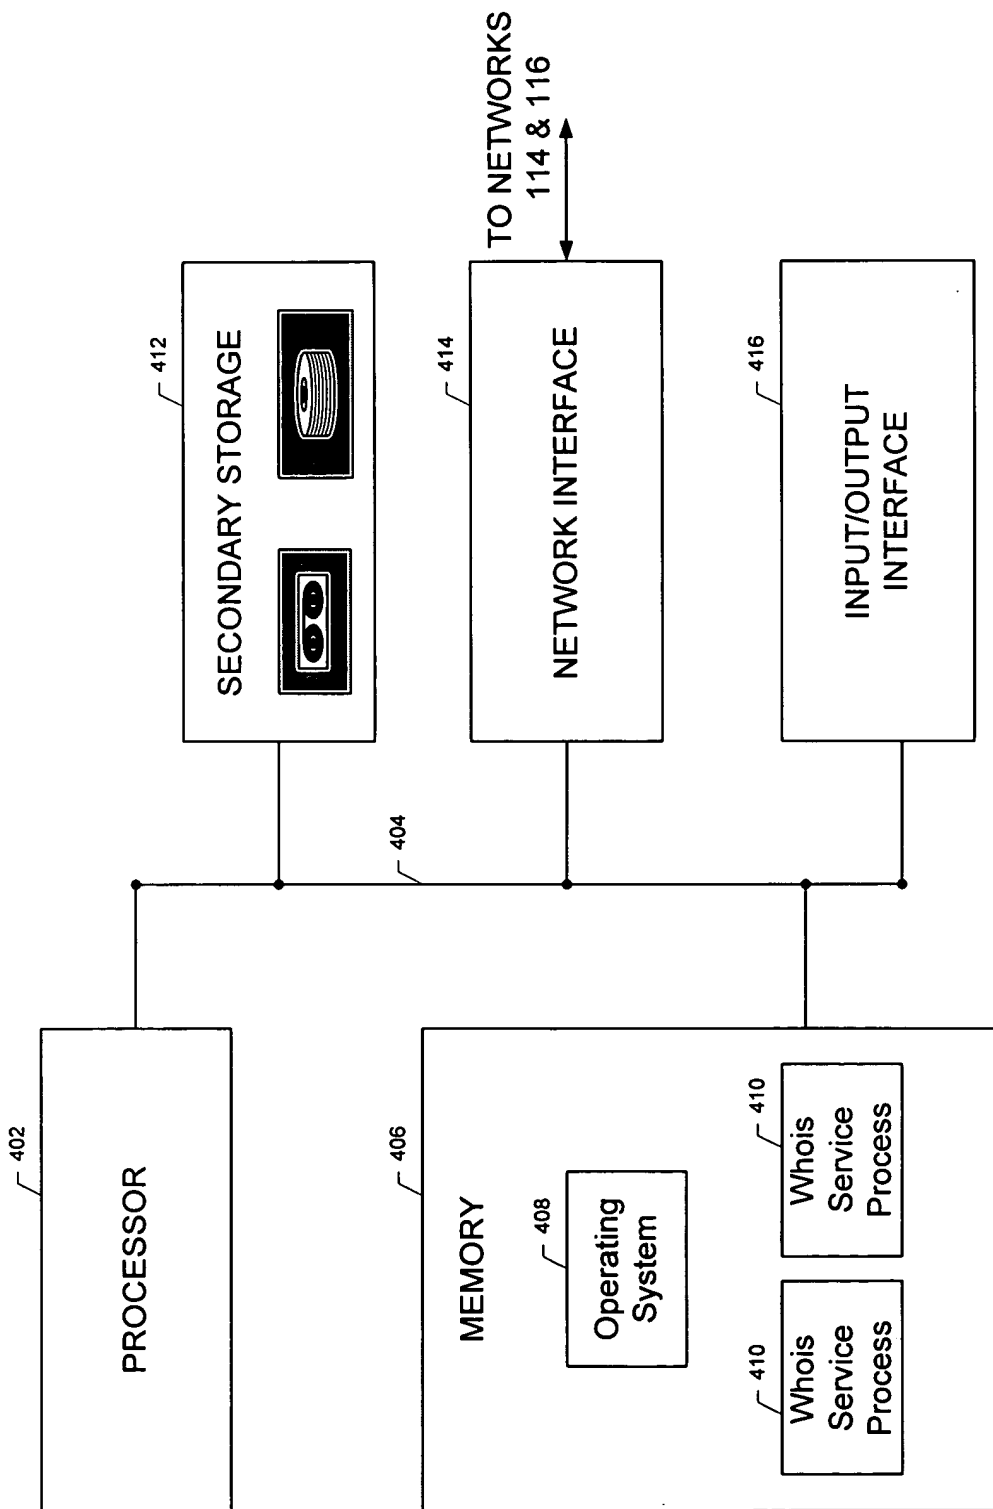 402
PROCESSOR
406
MEMORY
408
Operating
System
410
Whois
Service
Process
410
Whois
Service
Process
404
412
SECONDARY STORAGE
414
NETWORK INTERFACE
TO NETWORKS
114 & 116
416
INPUT/OUTPUT
INTERFACE